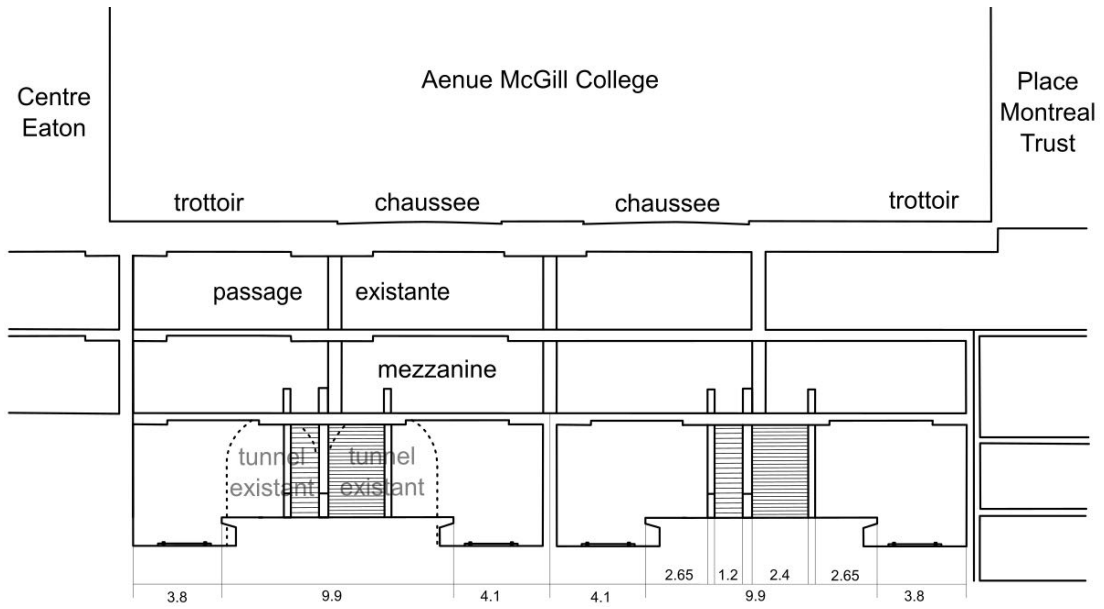 Centre
Eaton
Aenue McGill College
Place
Montreal
Trust
trottoir
chaussee
chaussee
trottoir
passage
existante
mezzanine
tunnel
existant
tunnel
existant
2.65
1.2
2.4
2.65
3.8
9.9
4.1
4.1
9.9
3.8